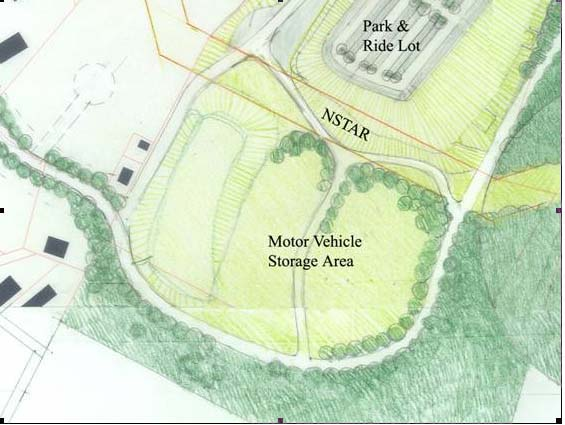 Park &
Ride Lot
NSTAR
Motor Vehicle
Storage Area